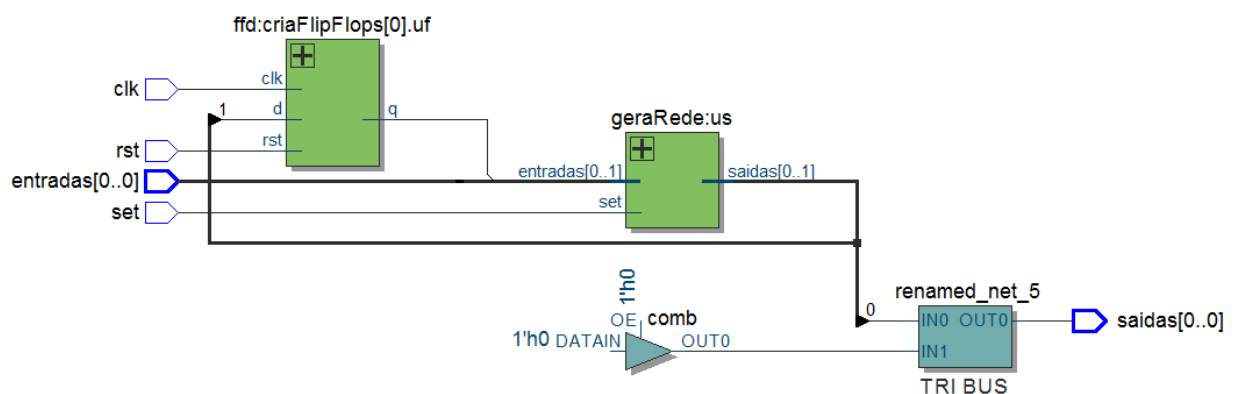 ffd:criaFlipFlops[0].uf
clk
clk
1
d
q
rst
rst
geraRede:us
entradas[0..0]
entradas[0..1]
saidas[0..1]
set
set
1'h0
renamed_net_5
OE
comb
0
IN0
OUT0
saidas[0..0]
1'h0
DATAIN
OUT0
IN1
TRI BUS